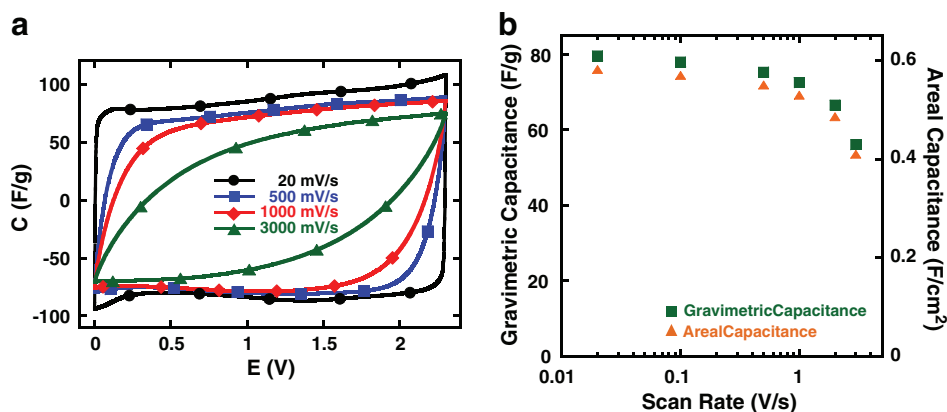 a
C (F/g)
100
50
0
-50
-100
20 mV/s
500 mV/s
1000 mV/s
3000 mV/s
0
0.5
1
1.5
2
E (V)
b
Gravimetric Capacitance (F/g)
80
60
40
20
0
GravimetricCapacitance
ArealCapacitance
0.01
0.1
1
Scan Rate (V/s)
0.6
0.4
0.2
0
Areal Capacitance (F/cm²)